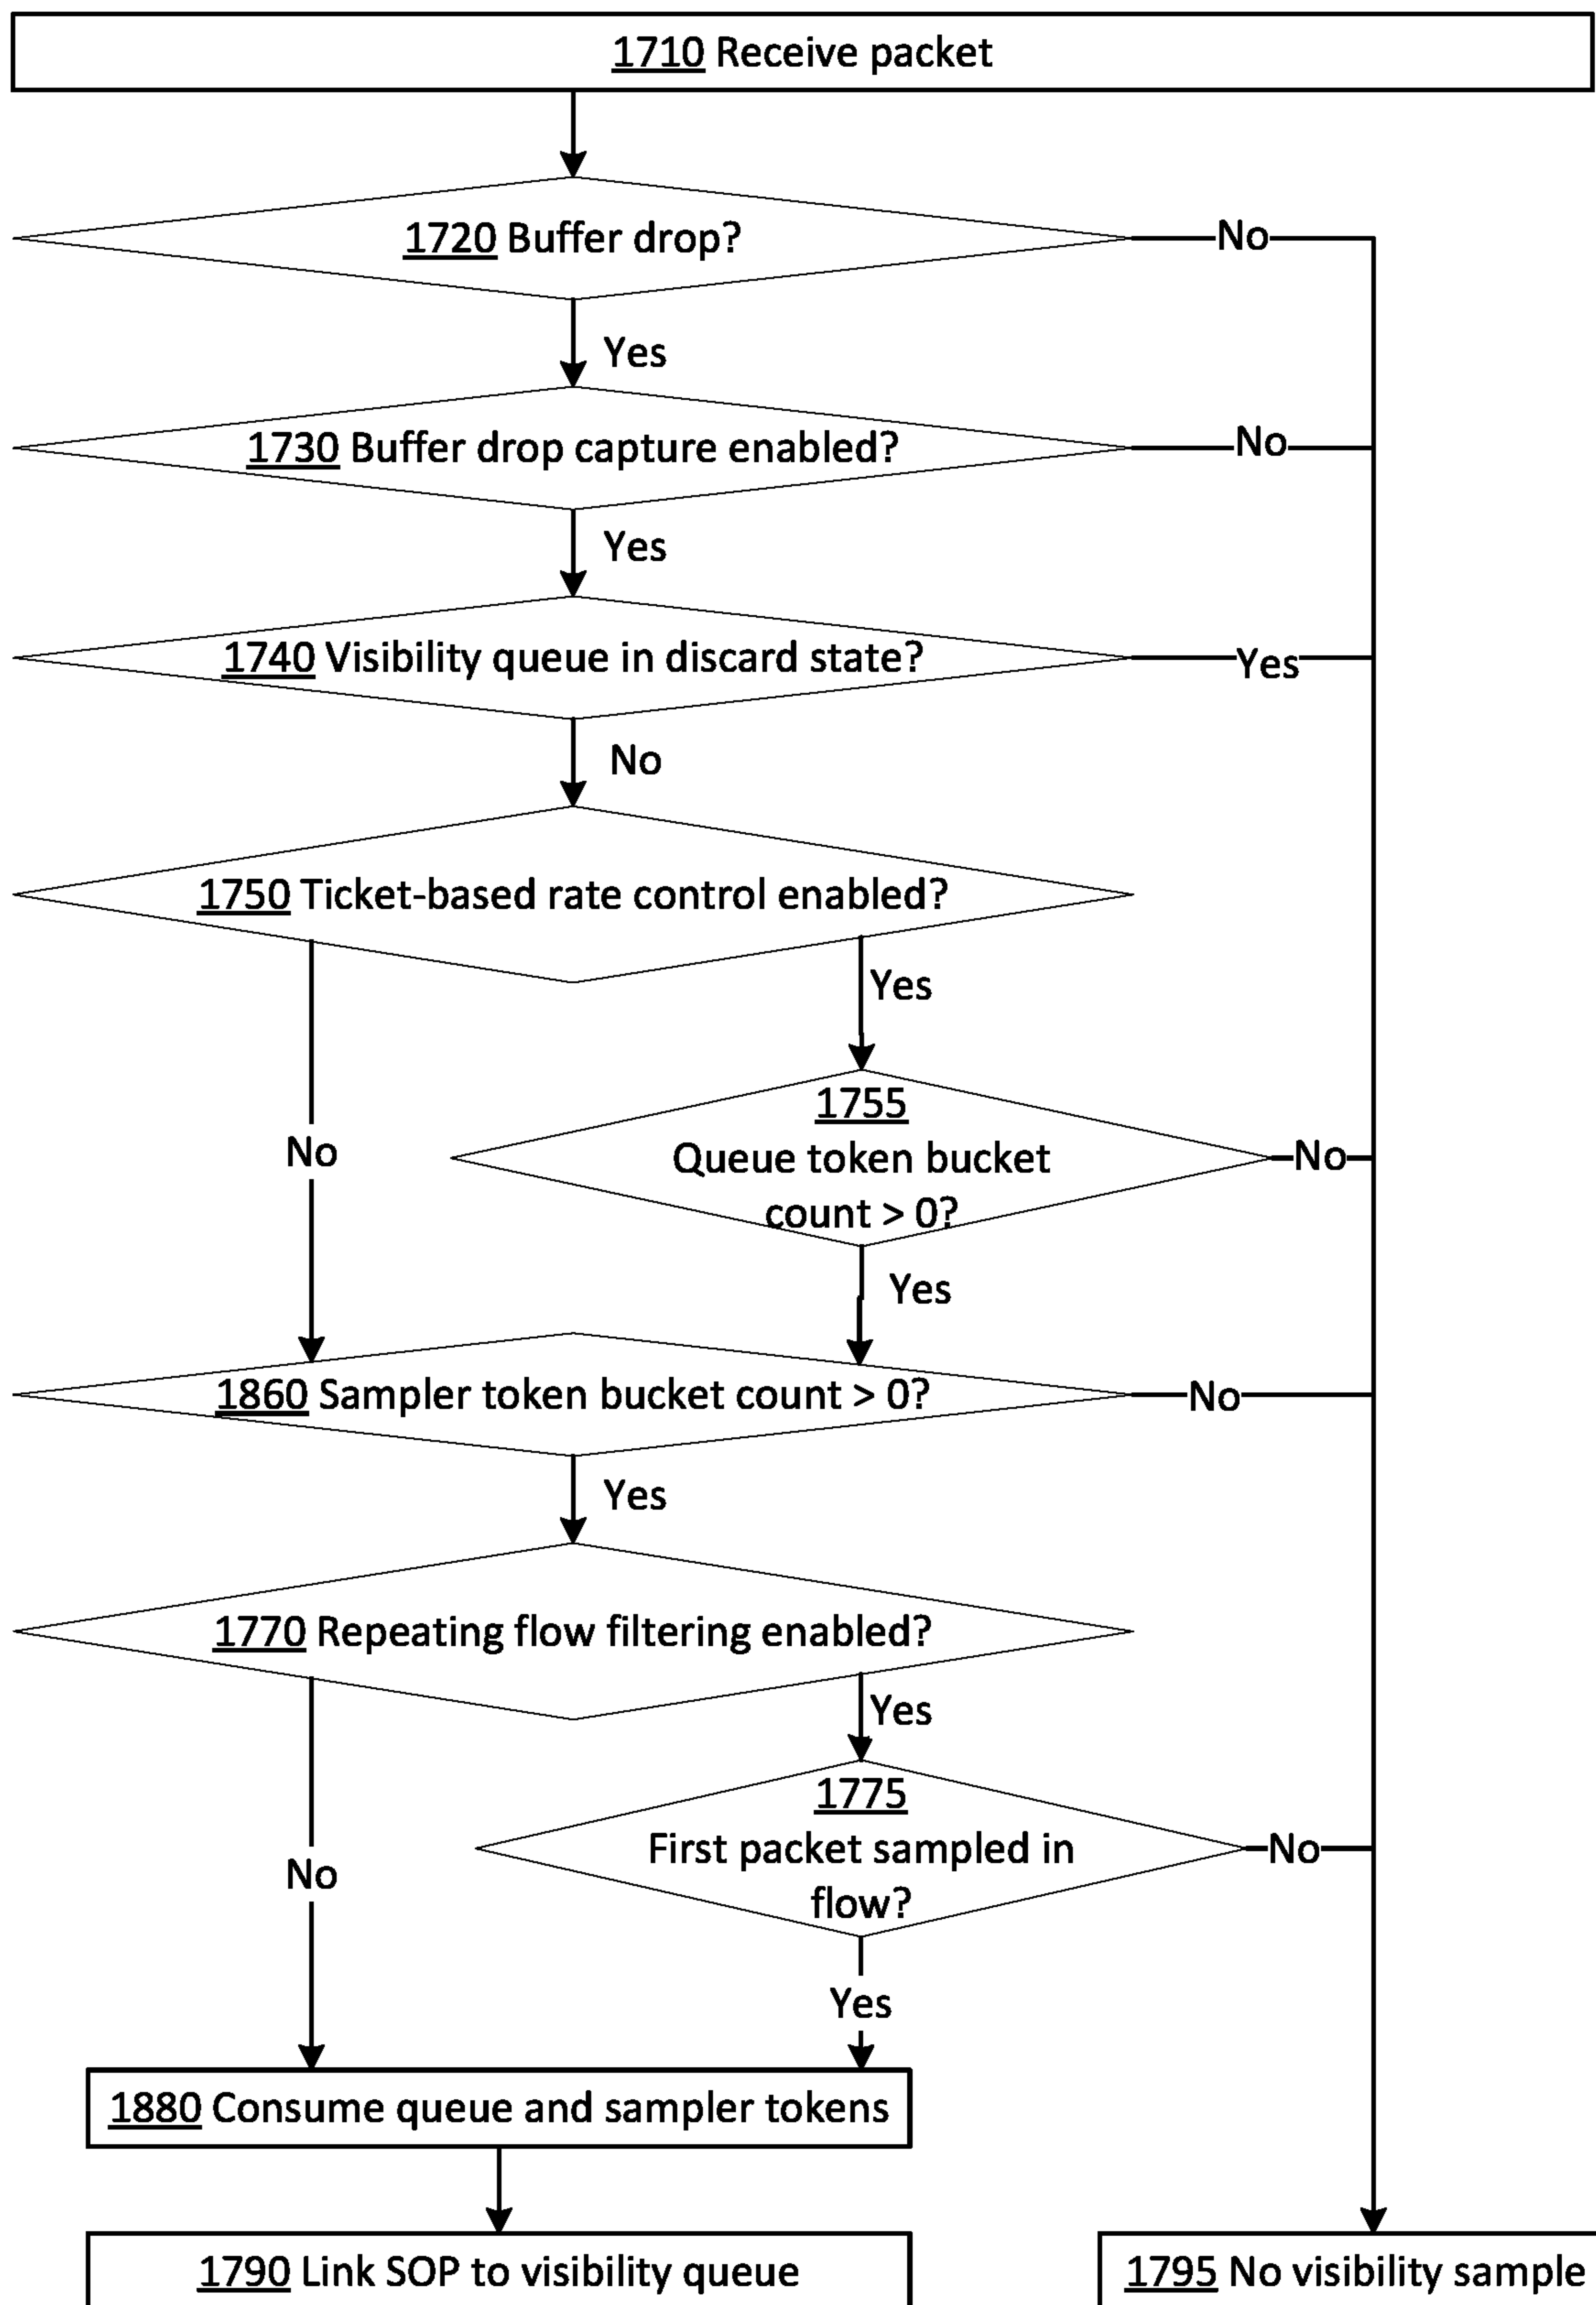 1710 Receive packet
1720 Buffer drop?
No
Yes
1730 Buffer drop capture enabled?
No
Yes
1740 Visibility queue in discard state?
Yes
No
1750 Ticket-based rate control enabled?
Yes
1755
Queue token bucket
count > 0?
No
No
Yes
1860 Sampler token bucket count > 0?
No
Yes
1770 Repeating flow filtering enabled?
Yes
1775
First packet sampled in
flow?
No
No
Yes
1880 Consume queue and sampler tokens
1790 Link SOP to visibility queue
1795 No visibility sample